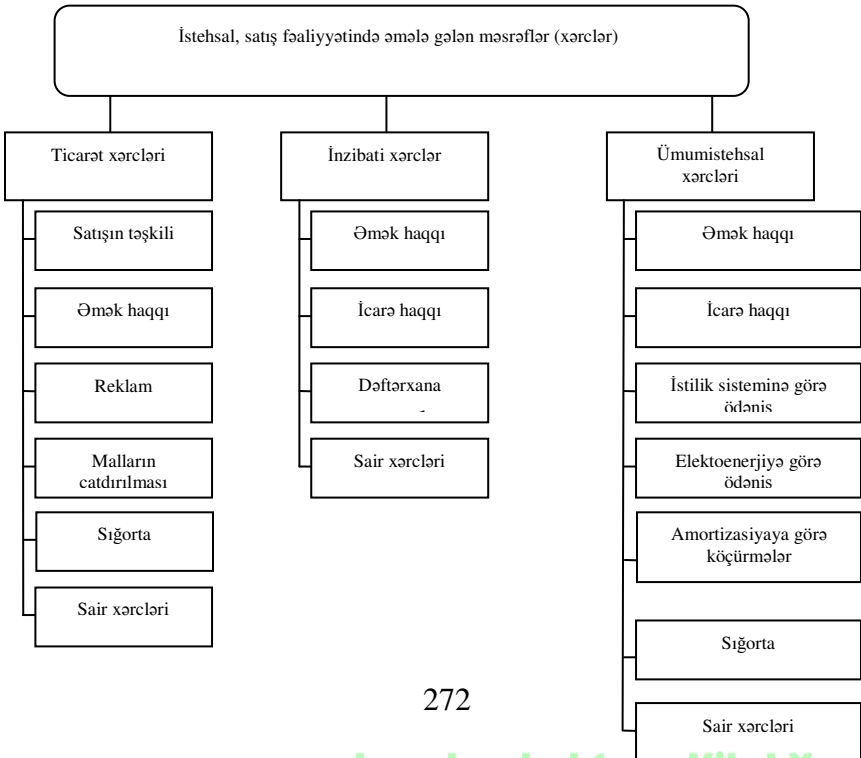 İstehsal, satış fəaliyyətində əmələ gələn məsrəflər (xərclər)
Ticarət xərcləri
Satışın təşkili
Əmək haqqı
Reklam
Malların
catdırılması
Sığorta
Sair xərcləri
İnzibati xərclər
Əmək haqqı
İcarə haqqı
Dəftərxana
Sair xərcləri
Ümumistehsal
xərcləri
Əmək haqqı
İcarə haqqı
İstilik sisteminə görə
ödənis
Elektoenerjiyə görə
ödənis
Amortizasiyaya görə
köçürmələr
Sığorta
Sair xərcləri
272